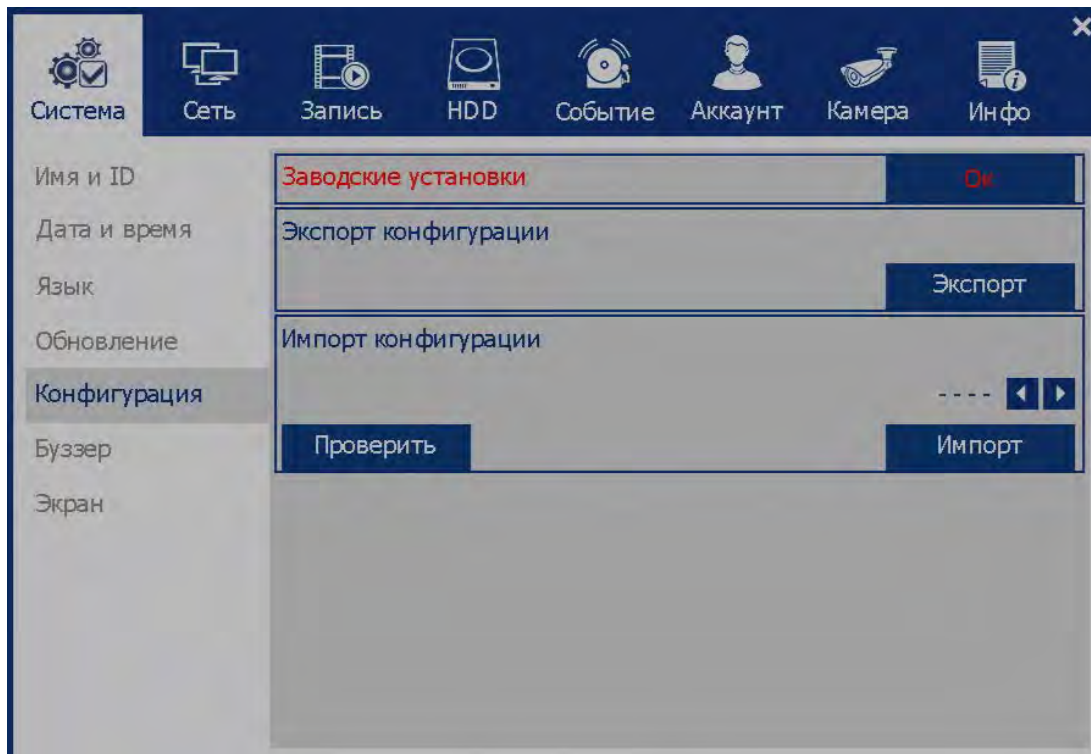 Система Сеть Запись HDD Событие Аккаунт Камера Инфо
Имя и ID
Дата и время
Язык
Обновление
Конфигурация
Буззер
Экран
Заводские установки Ок
Экспорт конфигурации
Экспорт
Импорт конфигурации
----
Проверить Импорт